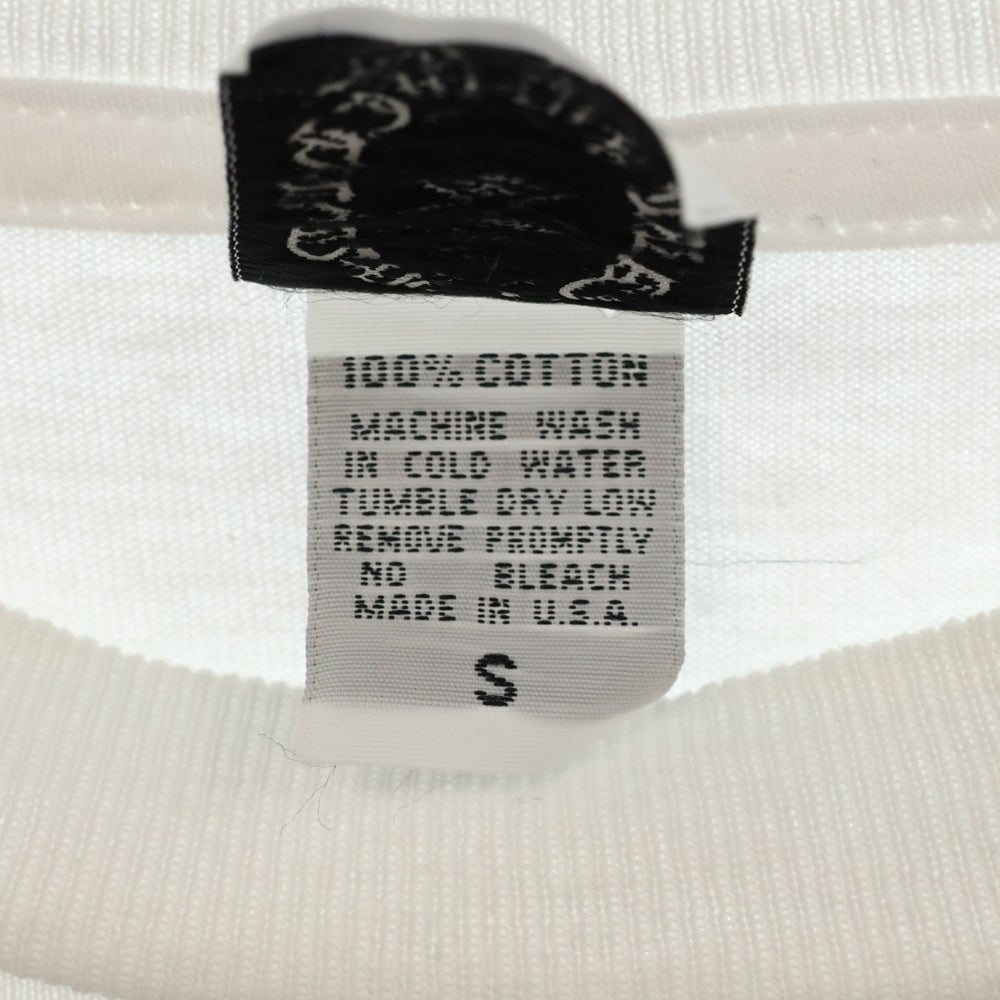 100% COTTON
MACHINE WASH
IN COLD WATER
TUMBLE DRY LOW
REMOVE PROMPTLY
NO BLEACH
MADE IN U.S.A.
S